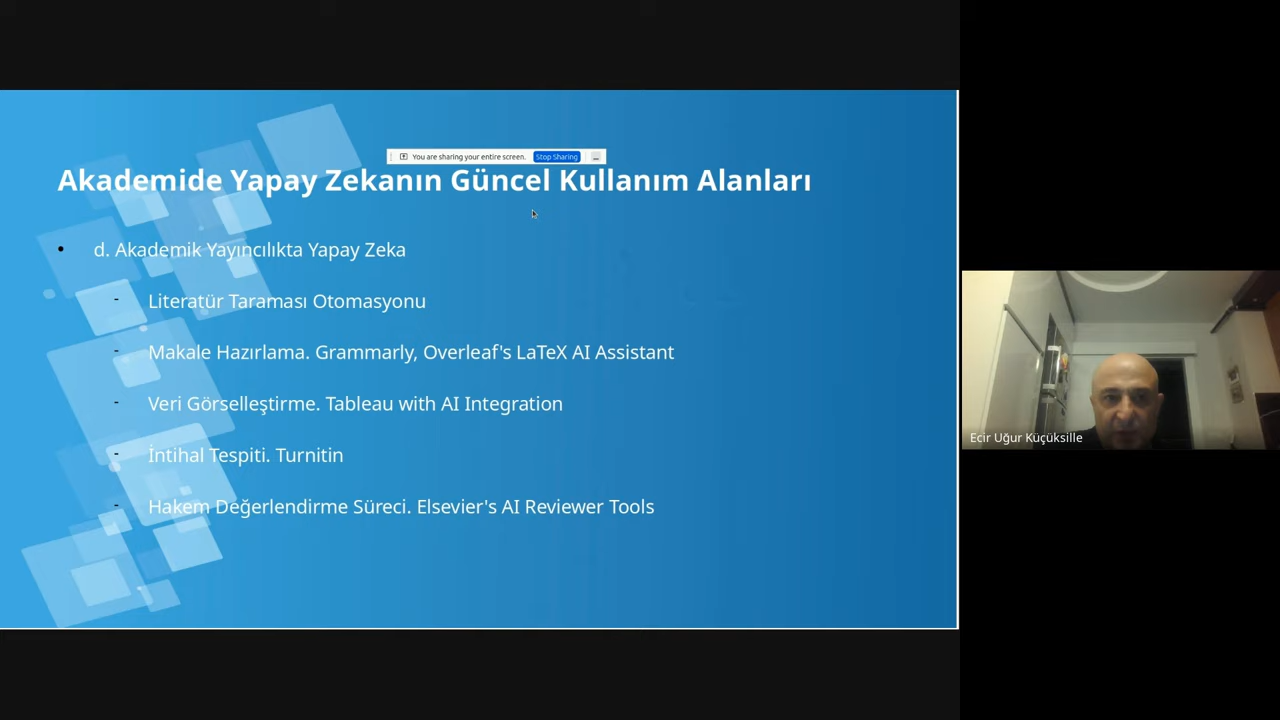 You are sharing your entire screen. Stop Sharing
Akademide Yapay Zekanın Güncel Kullanım Alanları
• d. Akademik Yayıncılıkta Yapay Zeka
- Literatür Taraması Otomasyonu
- Makale Hazırlama. Grammarly, Overleaf's LaTeX AI Assistant
- Veri Görselleştirme. Tableau with AI Integration
- İntihal Tespiti. Turnitin
- Hakem Değerlendirme Süreci. Elsevier's AI Reviewer Tools
Ecir Uğur Küçüksille